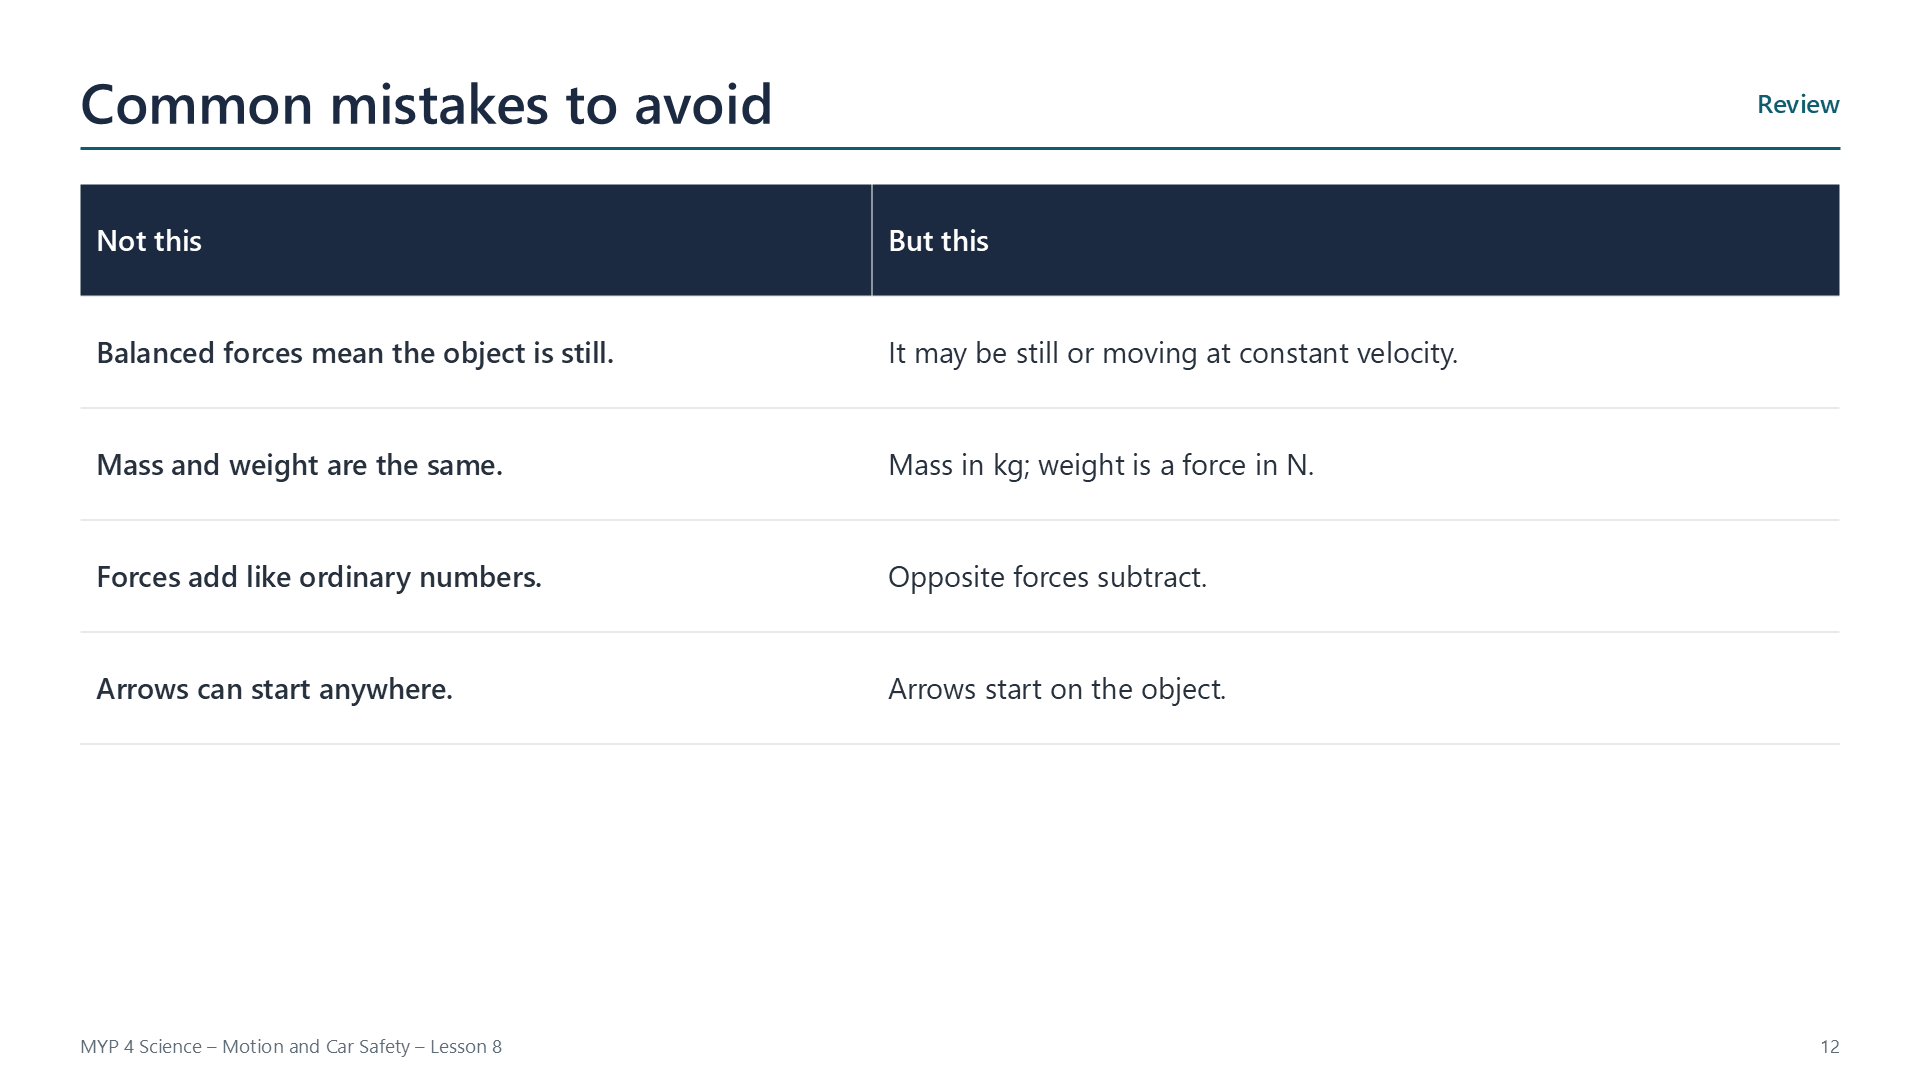 Common mistakes to avoid
Review
Not this
But this
Balanced forces mean the object is still.
It may be still or moving at constant velocity.
Mass and weight are the same.
Mass in kg; weight is a force in N.
Forces add like ordinary numbers.
Opposite forces subtract.
Arrows can start anywhere.
Arrows start on the object.
MYP 4 Science – Motion and Car Safety – Lesson 8
12